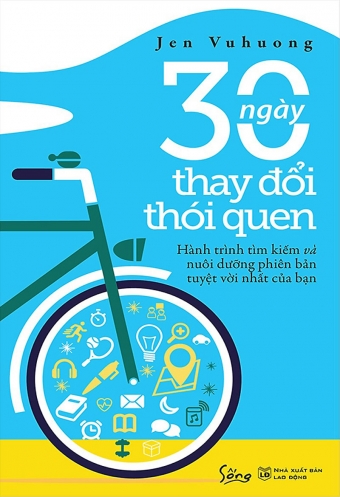 Jen Vuhuong
30
ngày
thay đổi
thói quen
Hành trình tìm kiếm và
nuôi dưỡng phiên bản
tuyệt vời nhất của bạn
Sống
LĐ
NHÀ XUẤT BẢN
LAO ĐỘNG